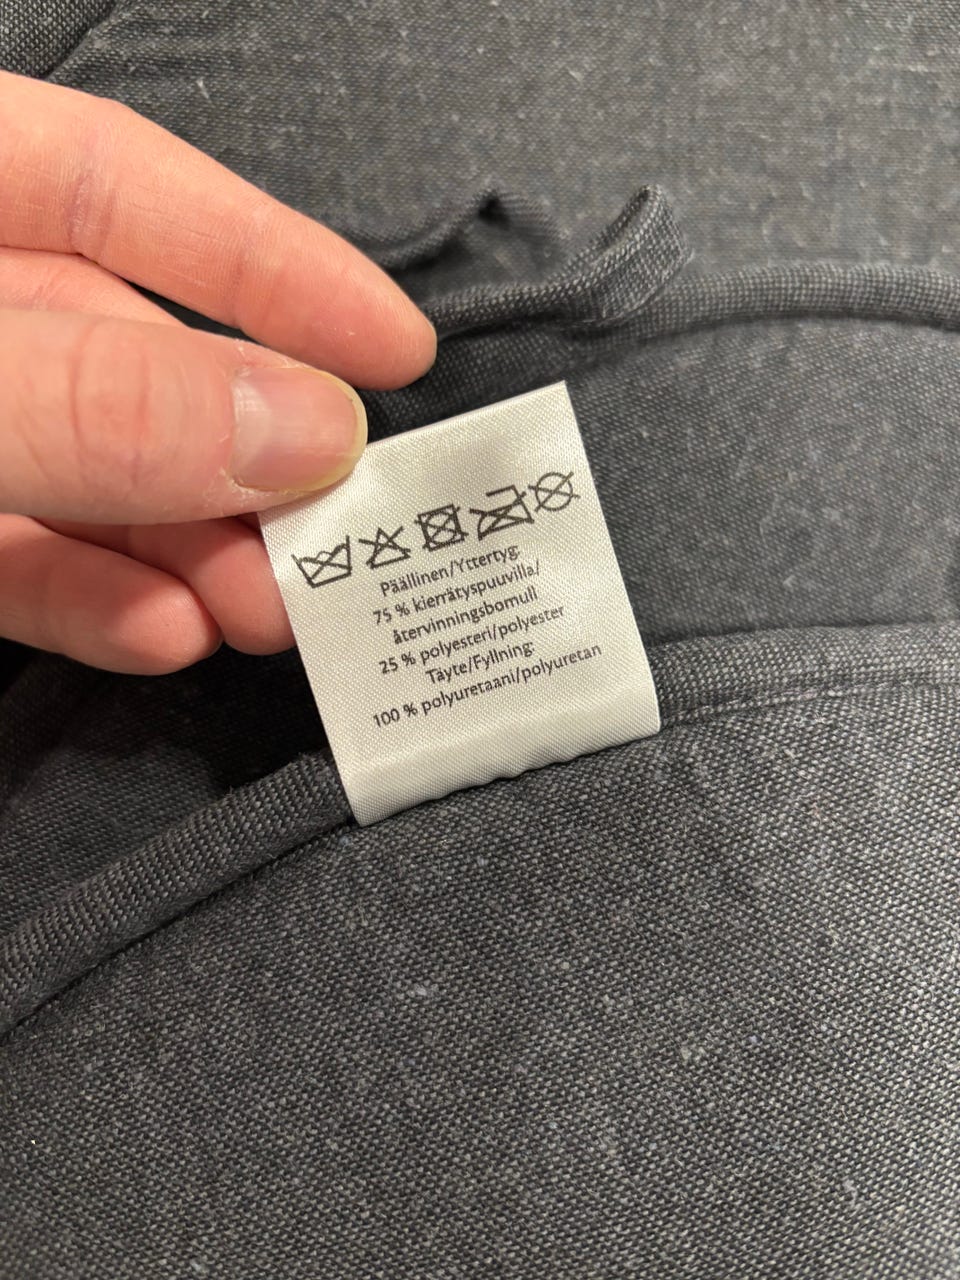 Päällinen/Yttertyg:
75 % kierrätyspuuvilla/
återvinningsbomull
25 % polyesteri/polyester
Täyte/Fyllning:
100 % polyuretaani/polyuretan